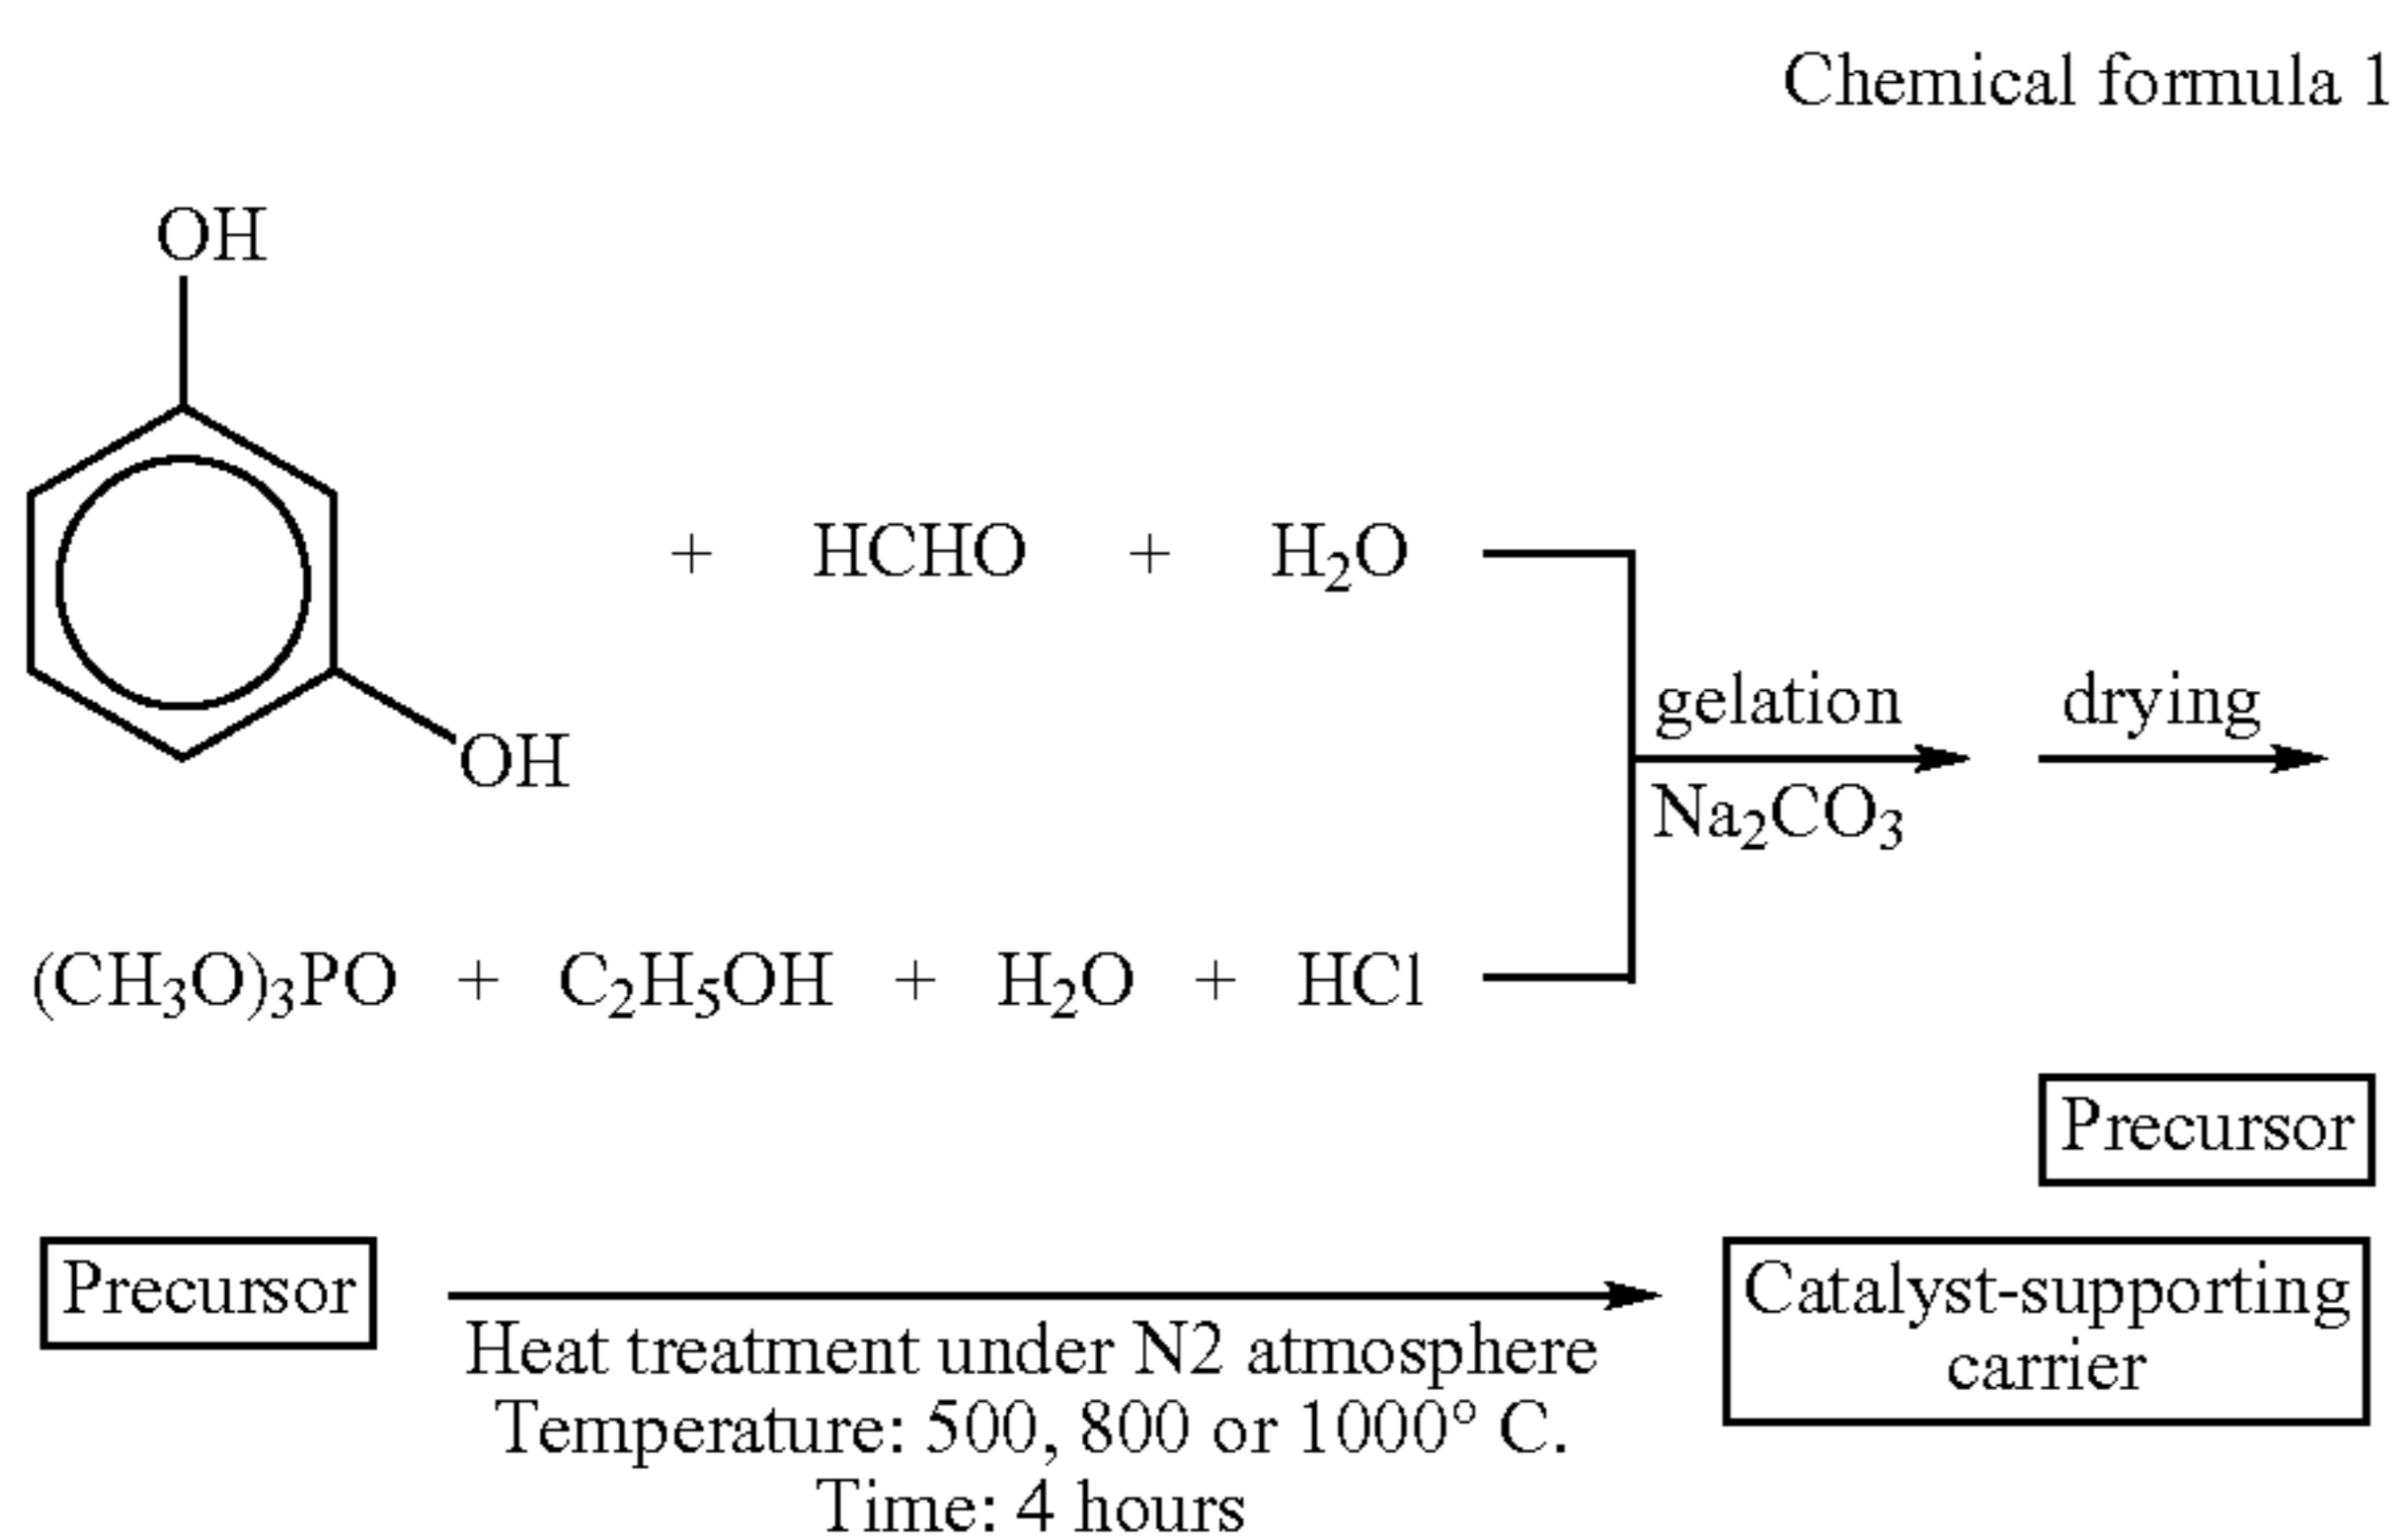 Chemical formula 1
OH
+ HCHO + H₂O
OH
gelation
Na₂CO₃
drying
(CH₃O)₃PO + C₂H₅OH + H₂O + HCl
Precursor
Precursor
Heat treatment under N2 atmosphere
Temperature: 500, 800 or 1000° C.
Time: 4 hours
Catalyst-supporting
carrier